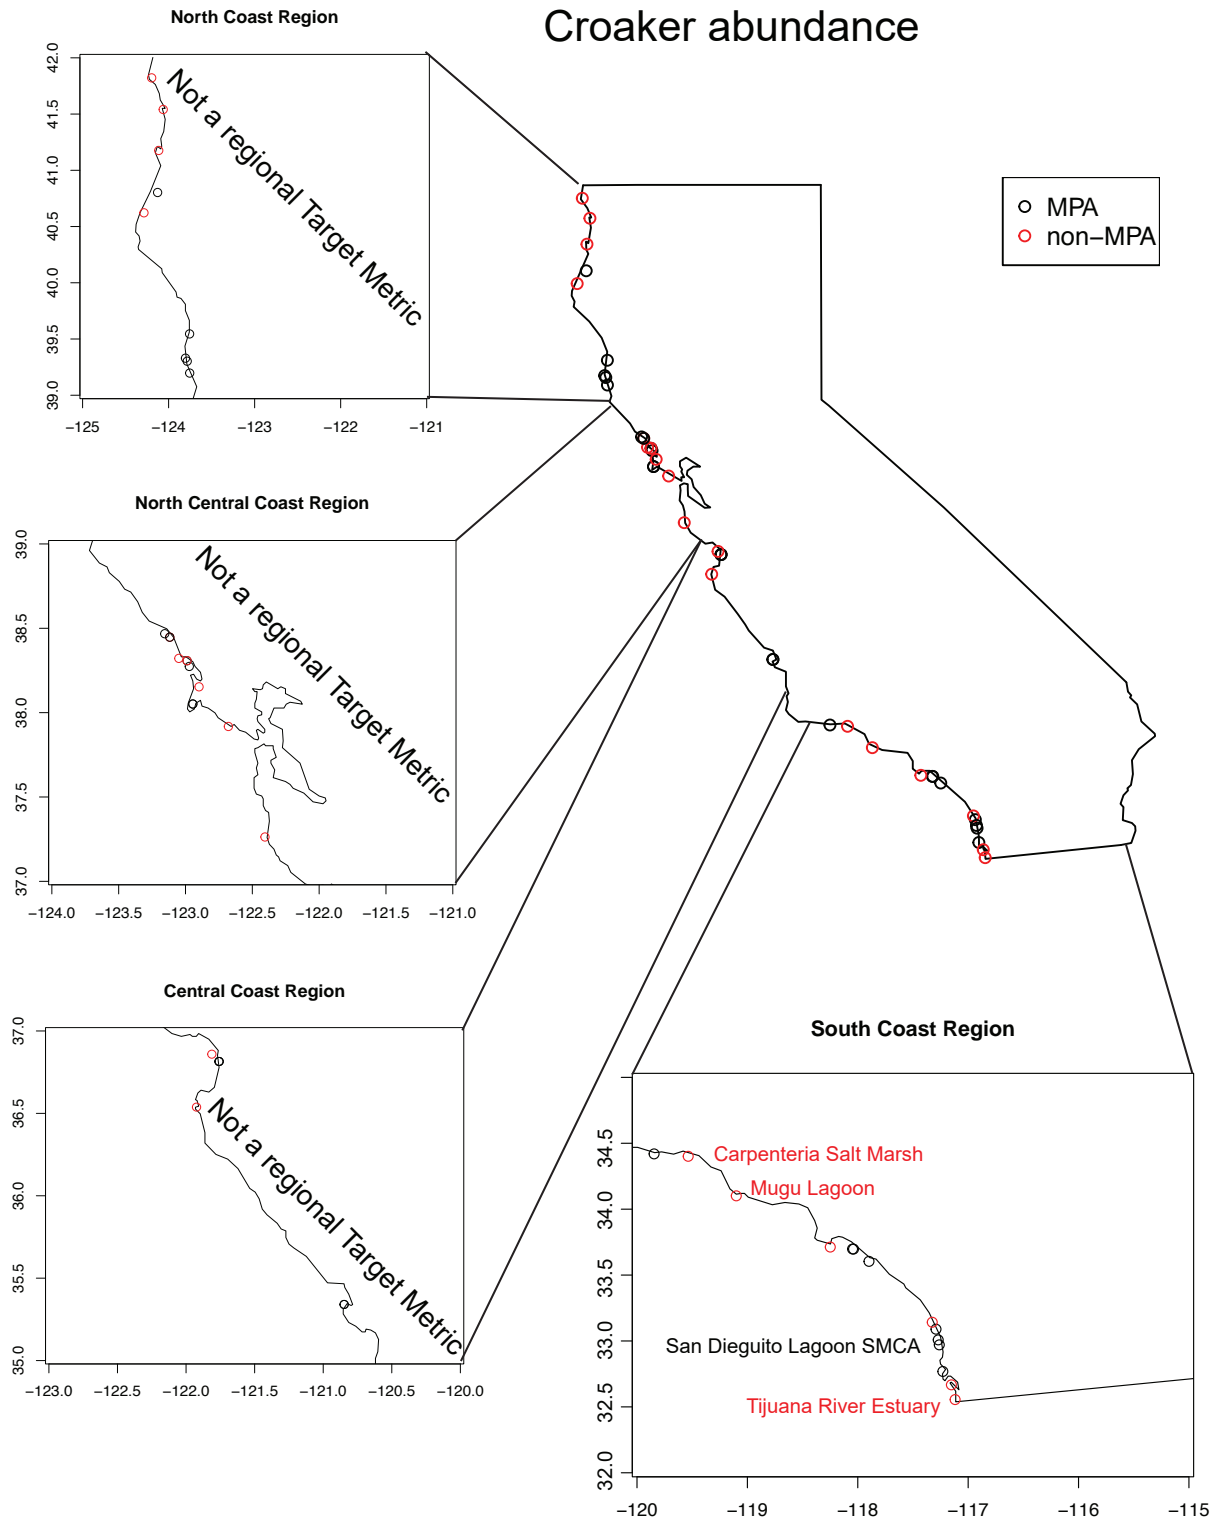 Croaker abundance
North Coast Region
42.0
41.5
41.0
40.5
40.0
39.5
39.0
Not a regional Target Metric
−125 −124 −123 −122 −121
MPA
non−MPA
North Central Coast Region
39.0
38.5
38.0
37.5
37.0
Not a regional Target Metric
−124.0 −123.5 −123.0 −122.5 −122.0 −121.5 −121.0
Central Coast Region
37.0
36.5
36.0
35.5
35.0
Not a regional Target Metric
−123.0 −122.5 −122.0 −121.5 −121.0 −120.5 −120.0
South Coast Region
34.5
34.0
33.5
33.0
32.5
32.0
Carpenteria Salt Marsh
Mugu Lagoon
San Dieguito Lagoon SMCA
Tijuana River Estuary
−120 −119 −118 −117 −116 −115